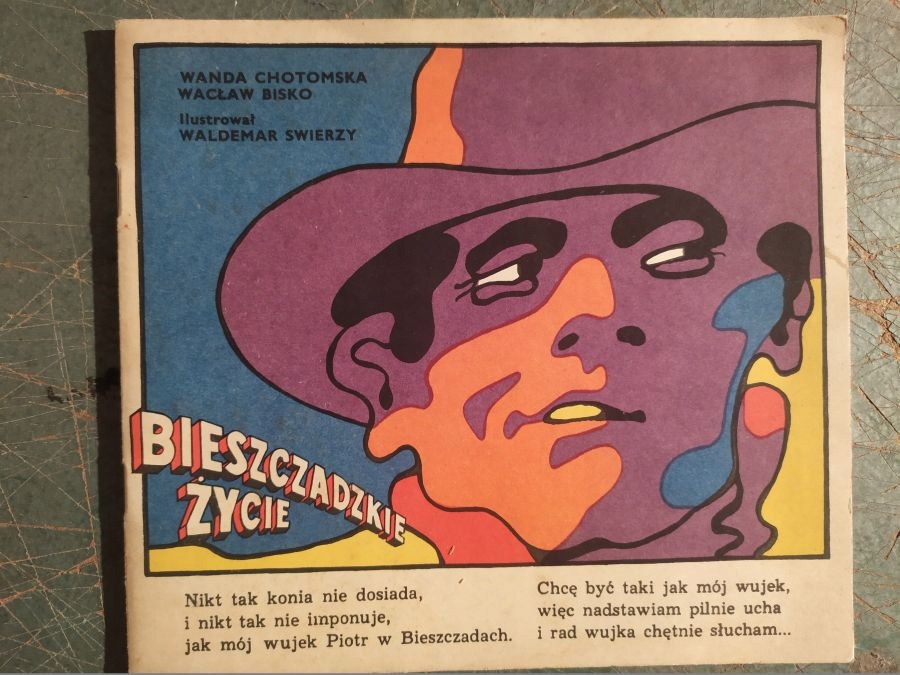 WANDA CHOTOMSKA
WACŁAW BISKO
Ilustrował
WALDEMAR SWIERZY
BIESZCZADZKIE
ŻYCIE
Nikt tak konia nie dosiada,
i nikt tak nie imponuje,
jak mój wujek Piotr w Bieszczadach.
Chcę być taki jak mój wujek,
więc nadstawiam pilnie ucha
i rad wujka chętnie słucham...